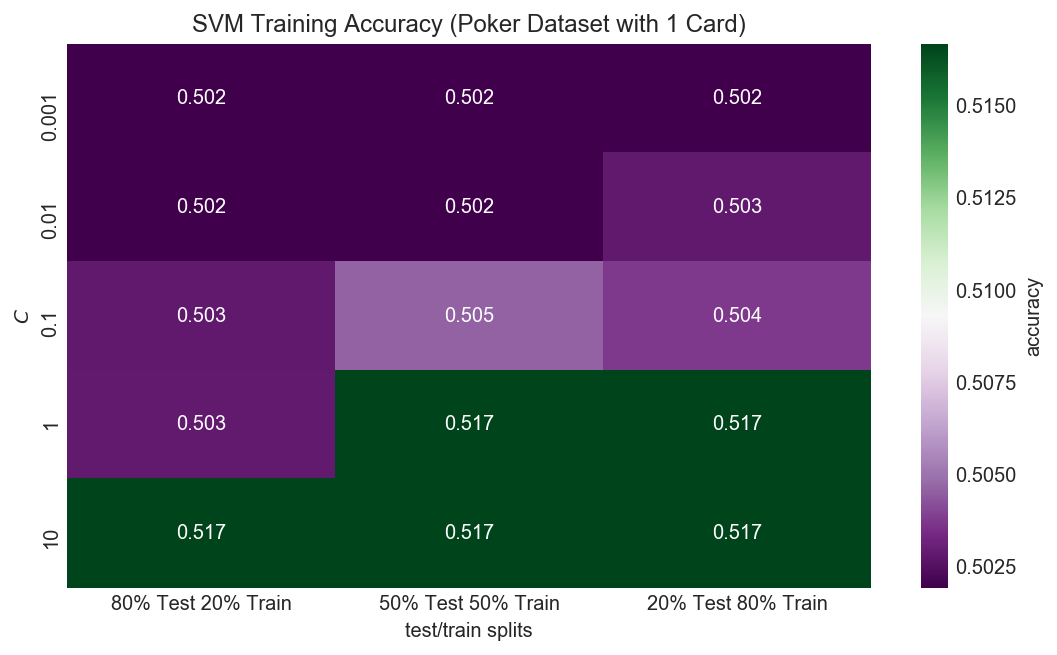 SVM Training Accuracy (Poker Dataset with 1 Card)
0.001
0.502 0.502 0.502
0.01
0.502 0.502 0.503
C
0.1
0.503 0.505 0.504
1
0.503 0.517 0.517
10
0.517 0.517 0.517
80% Test 20% Train 50% Test 50% Train 20% Test 80% Train
test/train splits
0.5150
0.5125
0.5100
0.5075
0.5050
0.5025
accuracy